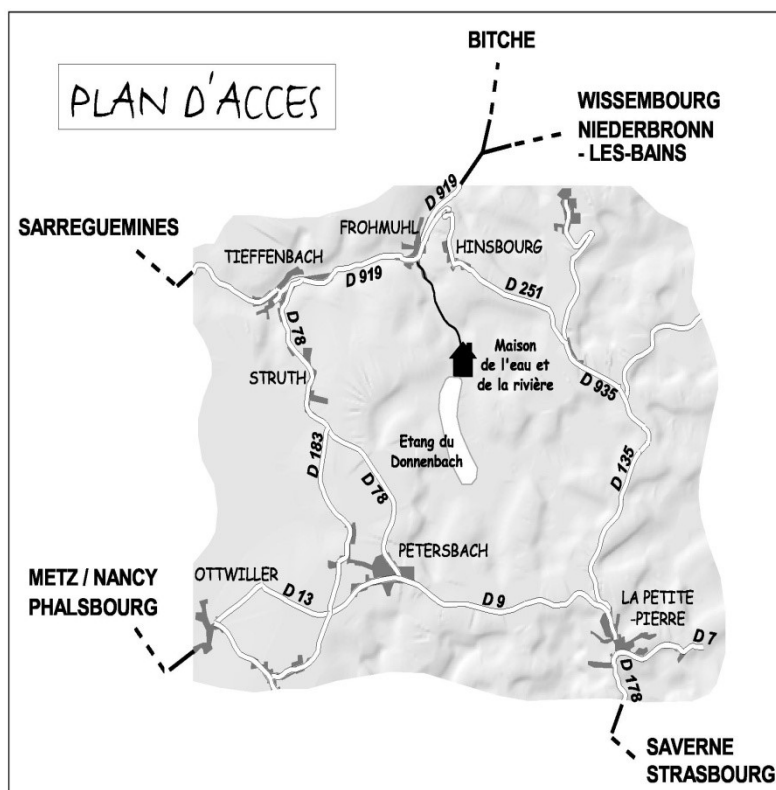 BITCHE
PLAN D'ACCES
WISSEMBOURG
NIEDERBRONN
- LES-BAINS
D 919
FROHMUHL
SARREGUEMINES
HINSBOURG
TIEFFENBACH
D 919
D 251
D 78
Maison
de l'eau et
de la rivière
STRUTH
D 935
Etang du
Donnenbach
D 183
D 135
D 78
PETERSBACH
METZ / NANCY
PHALSBOURG
OTTWILLER
D 13
D 9
LA PETITE
-PIERRE
D 7
D 178
SAVERNE
STRASBOURG